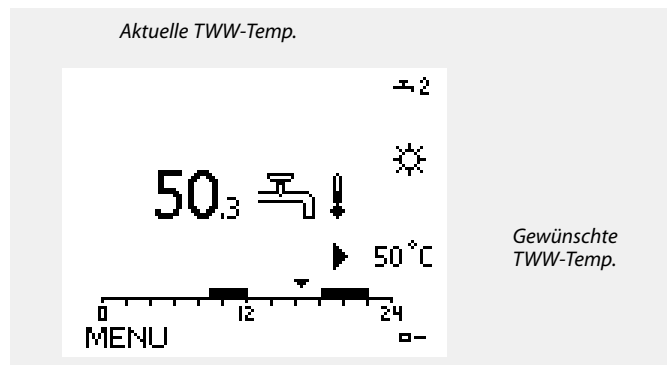 Aktuelle TWW-Temp.
2
50.3
50°C
Gewünschte
TWW-Temp.
0 12 24
MENU